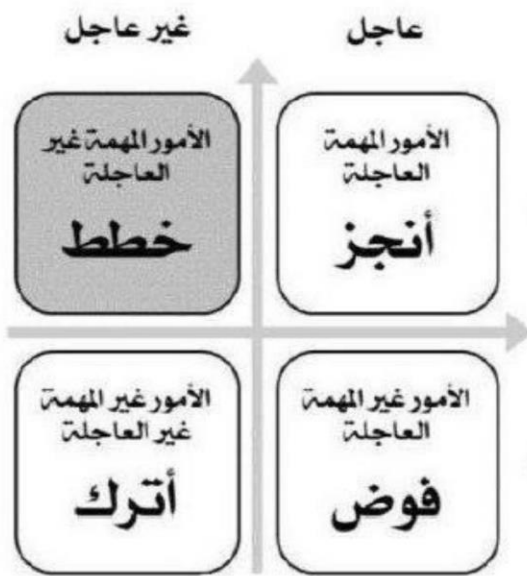 عاجل
غير عاجل
الأمور المهمة
العاجلة
أنجز
الأمور المهمة غير
العاجلة
خطط
الأمور غير المهمة
العاجلة
فوض
الأمور غير المهمة
غير العاجلة
أترك